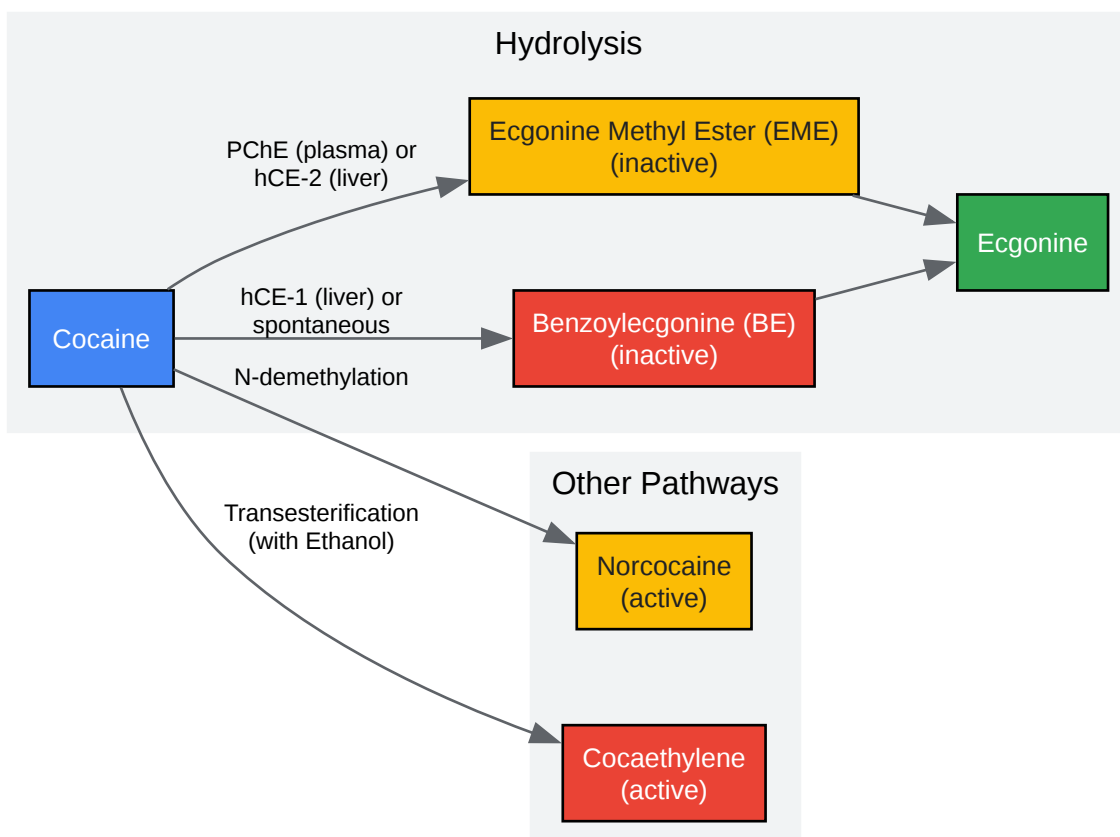 Hydrolysis
Ecgonine Methyl Ester (EME)
(inactive)
PChE (plasma) or
hCE-2 (liver)
Ecgonine
hCE-1 (liver) or
spontaneous
Cocaine
Benzoylecgonine (BE)
(inactive)
N-demethylation
Other Pathways
Transesterification
(with Ethanol)
Norcocaine
(active)
Cocaethylene
(active)